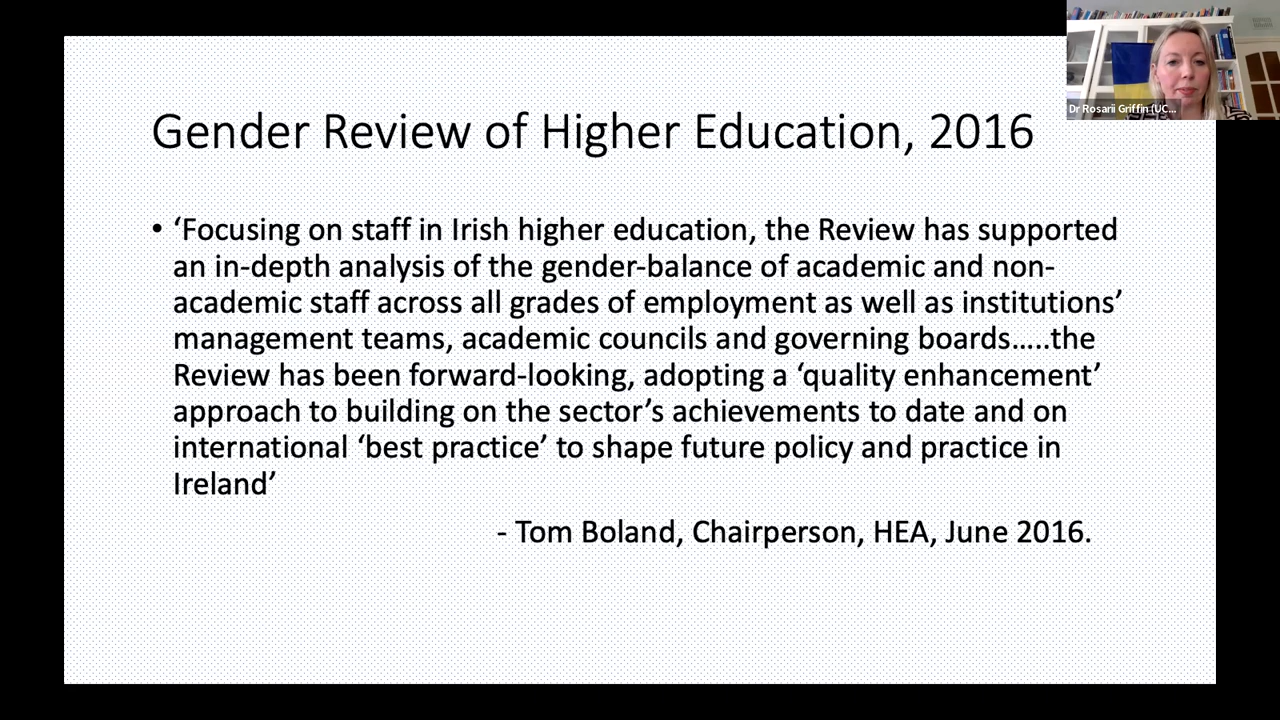 Gender Review of Higher Education, 2016
• ‘Focusing on staff in Irish higher education, the Review has supported
an in-depth analysis of the gender-balance of academic and non-
academic staff across all grades of employment as well as institutions’
management teams, academic councils and governing boards…..the
Review has been forward-looking, adopting a ‘quality enhancement’
approach to building on the sector’s achievements to date and on
international ‘best practice’ to shape future policy and practice in
Ireland’
- Tom Boland, Chairperson, HEA, June 2016.
Dr Rosarii Griffin (UC...